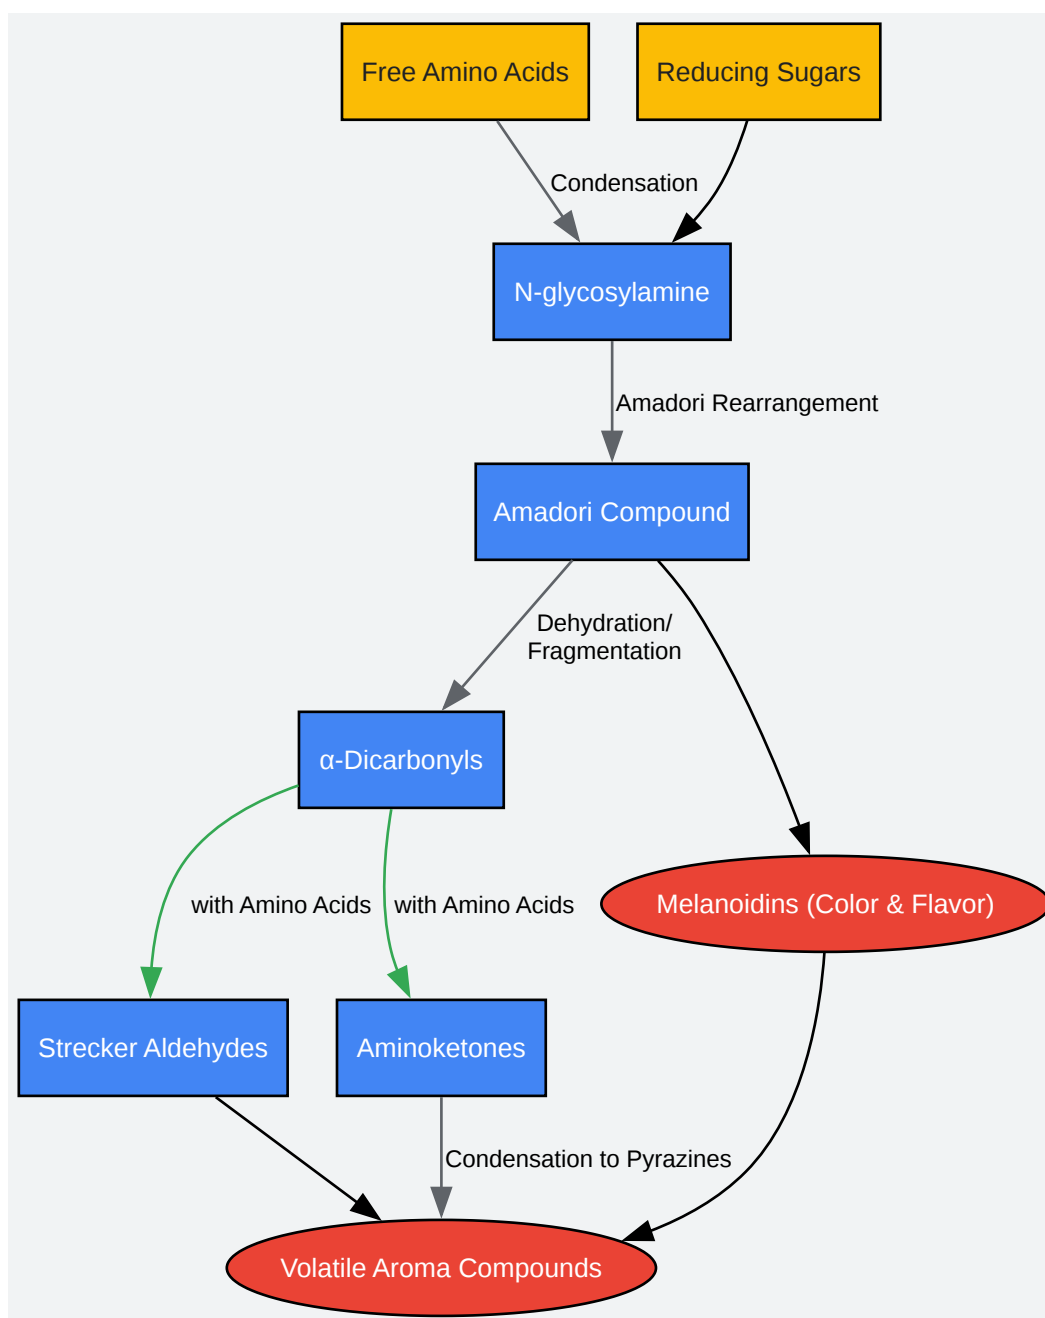 Free Amino Acids
Reducing Sugars
Condensation
N-glycosylamine
Amadori Rearrangement
Amadori Compound
Dehydration/
Fragmentation
α-Dicarbonyls
with Amino Acids
with Amino Acids
Melanoidins (Color & Flavor)
Strecker Aldehydes
Aminoketones
Condensation to Pyrazines
Volatile Aroma Compounds